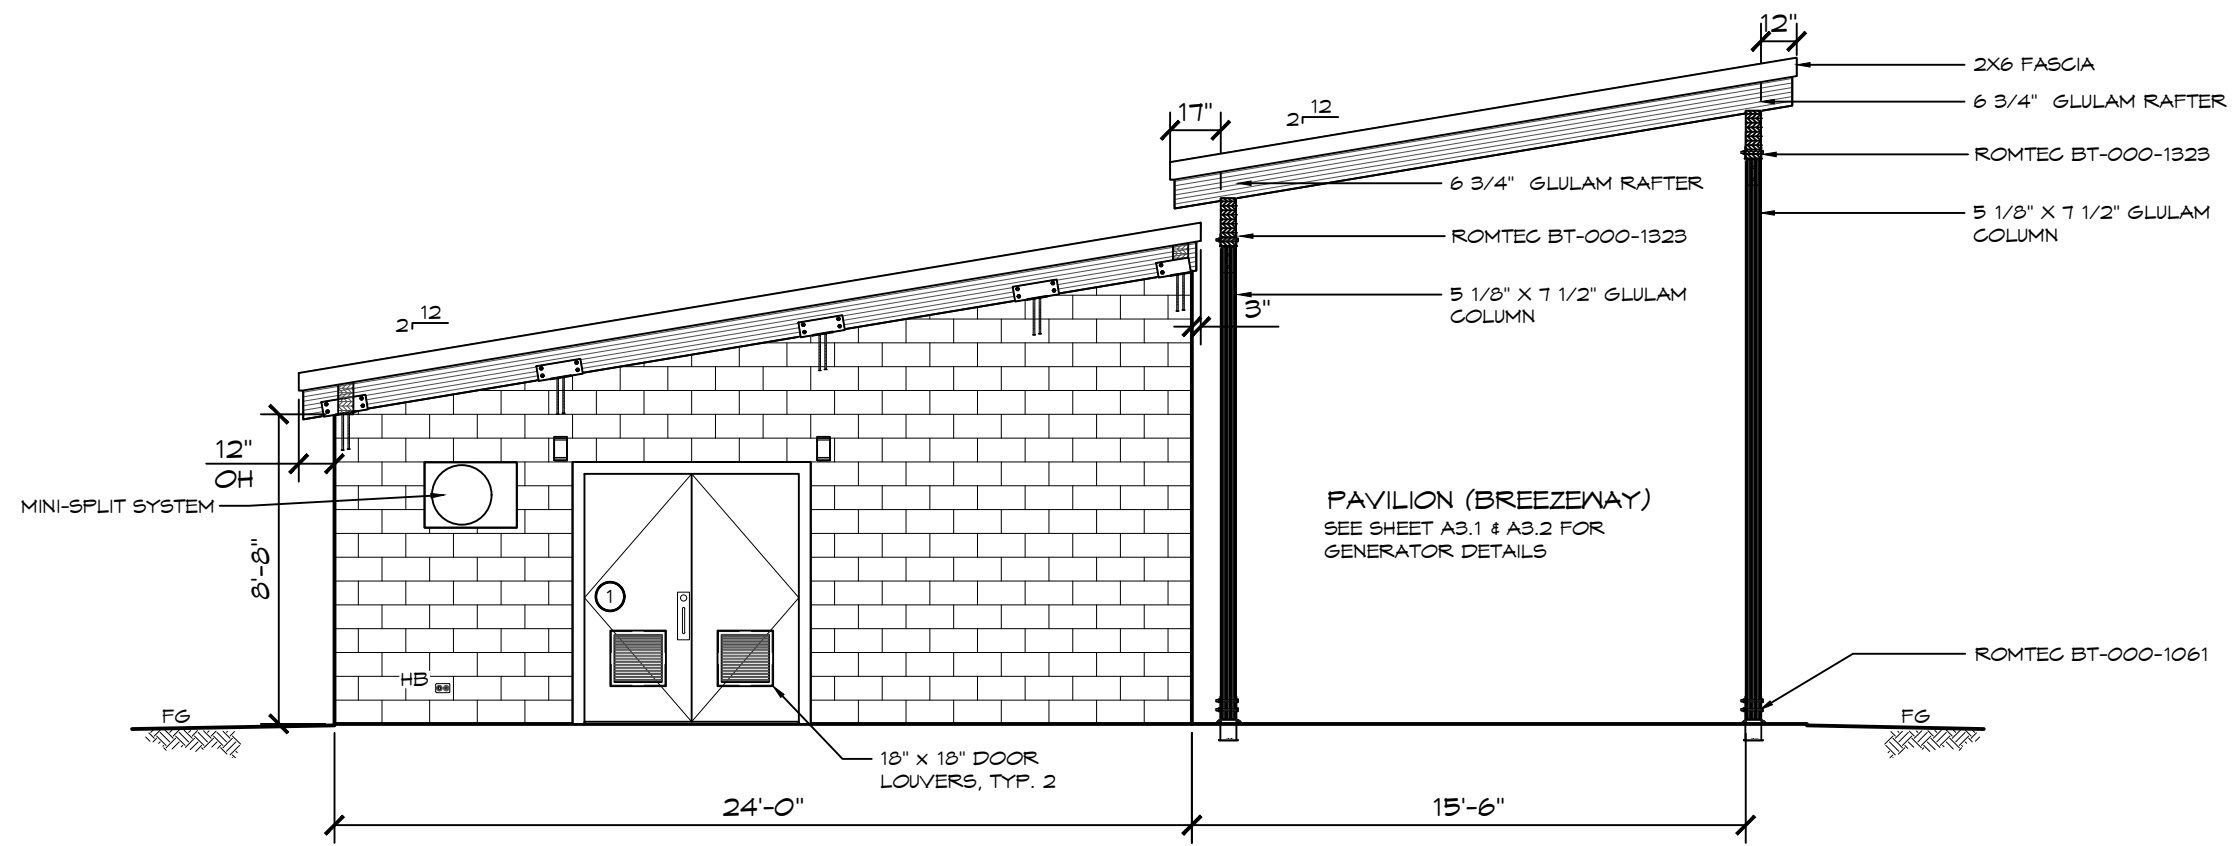 12"
2X6 FASCIA
6 3/4" GLULAM RAFTER
17"
12
2
ROMTEC BT-000-1323
6 3/4" GLULAM RAFTER
5 1/8" X 7 1/2" GLULAM
COLUMN
ROMTEC BT-000-1323
5 1/8" X 7 1/2" GLULAM
COLUMN
3"
12
2
12"
OH
MINI-SPLIT SYSTEM
8'-8"
PAVILION (BREEZEWAY)
SEE SHEET A3.1 & A3.2 FOR
GENERATOR DETAILS
1
HB
ROMTEC BT-000-1061
FG
FG
18" x 18" DOOR
LOUVERS, TYP. 2
24'-0"
15'-6"